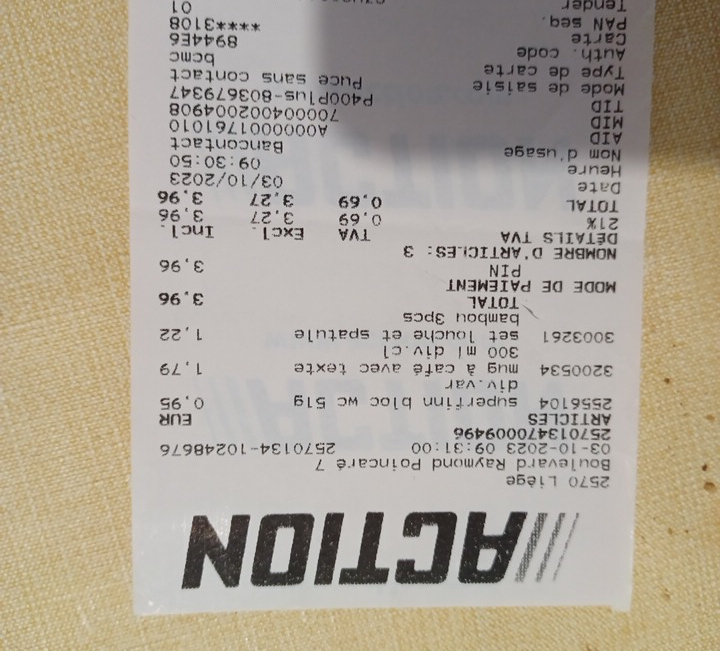 ACTION
2570 Liège
Boulevard Raymond Poincaré 7
03-10-2023 09:31:00 2570134-10248676
257013470009496
ARTICLES EUR
2556104 superfinn bloc wc 51g 0,95
div.var
3200534 mug à café avec texte 1,79
300 ml div.cl
3003261 set louche et spatule 1,22
bambou 3pcs
TOTAL 3,96
MODE DE PAIEMENT
PIN 3,96
NOMBRE D'ARTICLES: 3
DÉTAILS TVA TVA Excl. Incl.
21% 0,69 3,27 3,96
TOTAL 0,69 3,27 3,96
Date 03/10/2023
Heure 09:30:50
Nom d'usage Bancontact
AID A0000001761010
MID 7000040020004908
TID P400Plus-803679347
Mode de saisie Puce sans contact
Type de carte bcmc
Auth. code 8944E6
Carte ****3108
PAN seq. 01
Tender